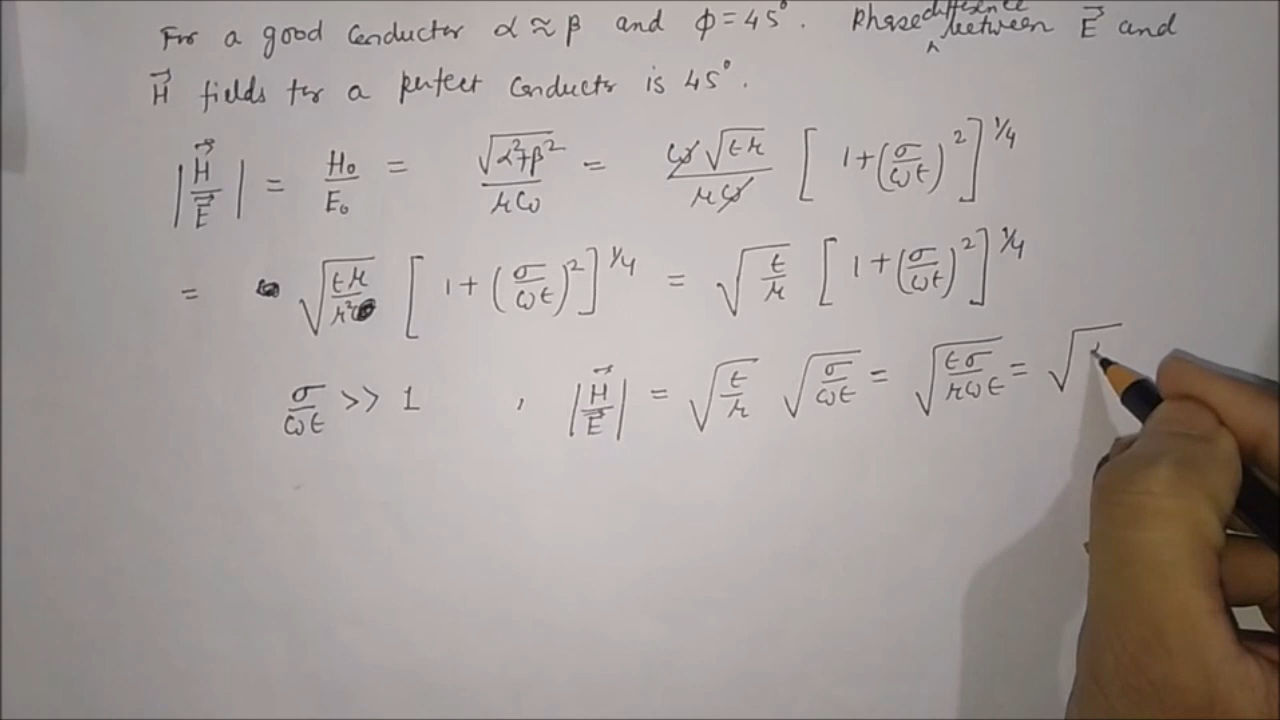 For a good conductor α ≈ β and φ = 45°. Phase difference between E⃗ and
H⃗ fields for a perfect conductor is 45°.
|H⃗/E⃗| = H₀/E₀ = √(α²+β²)/μω = ω√(εμ)/μω [1+(σ/ωε)²]^1/4
= √(εμ/μ²) [1+(σ/ωε)²]^1/4 = √(ε/μ) [1+(σ/ωε)²]^1/4
σ/ωε >> 1 , |H⃗/E⃗| = √(ε/μ) √(σ/ωε) = √(εσ/μωε) = √